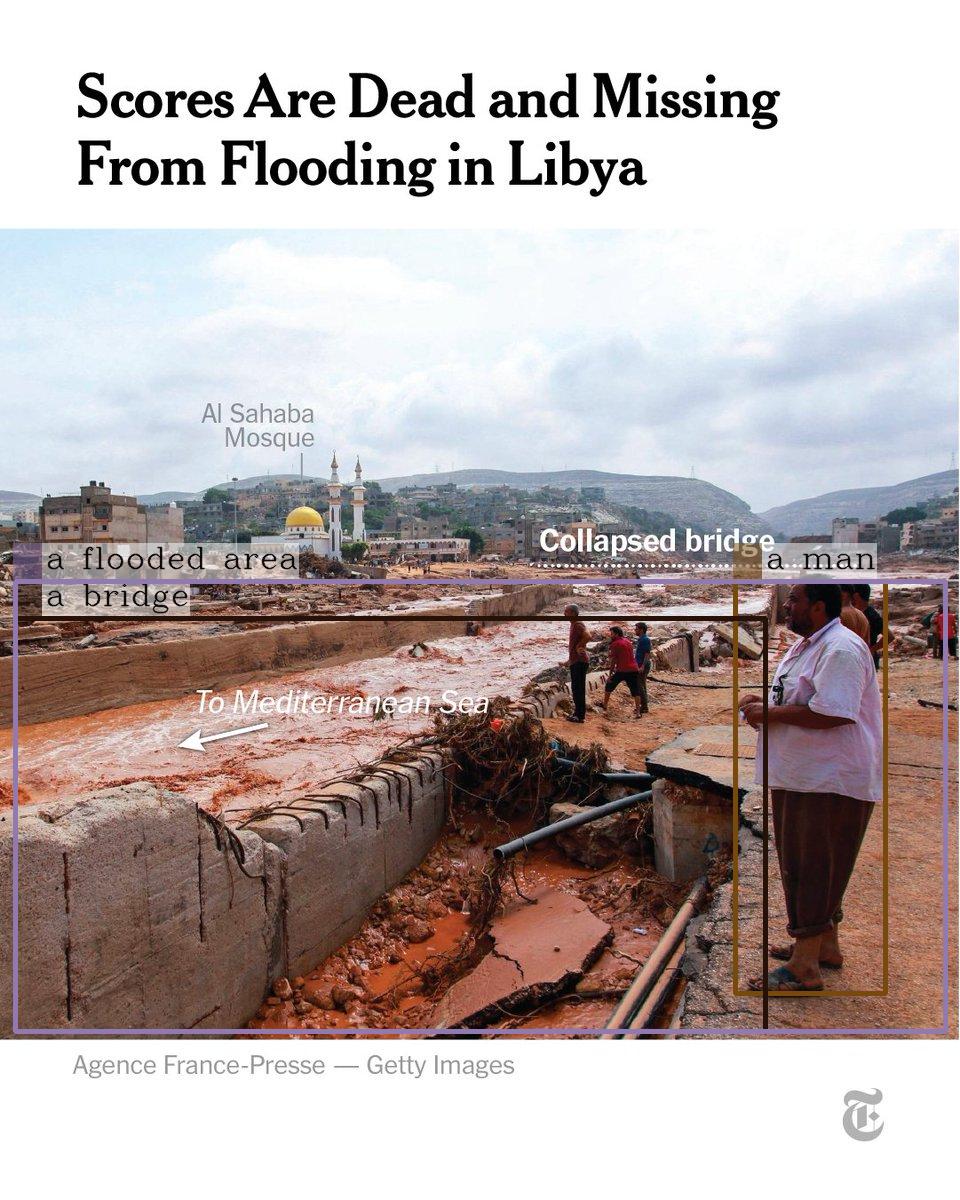 Scores Are Dead and Missing
From Flooding in Libya
Al Sahaba
Mosque
Collapsed bridge
a flooded area
a man
a bridge
To Mediterranean Sea
Agence France-Presse — Getty Images
T